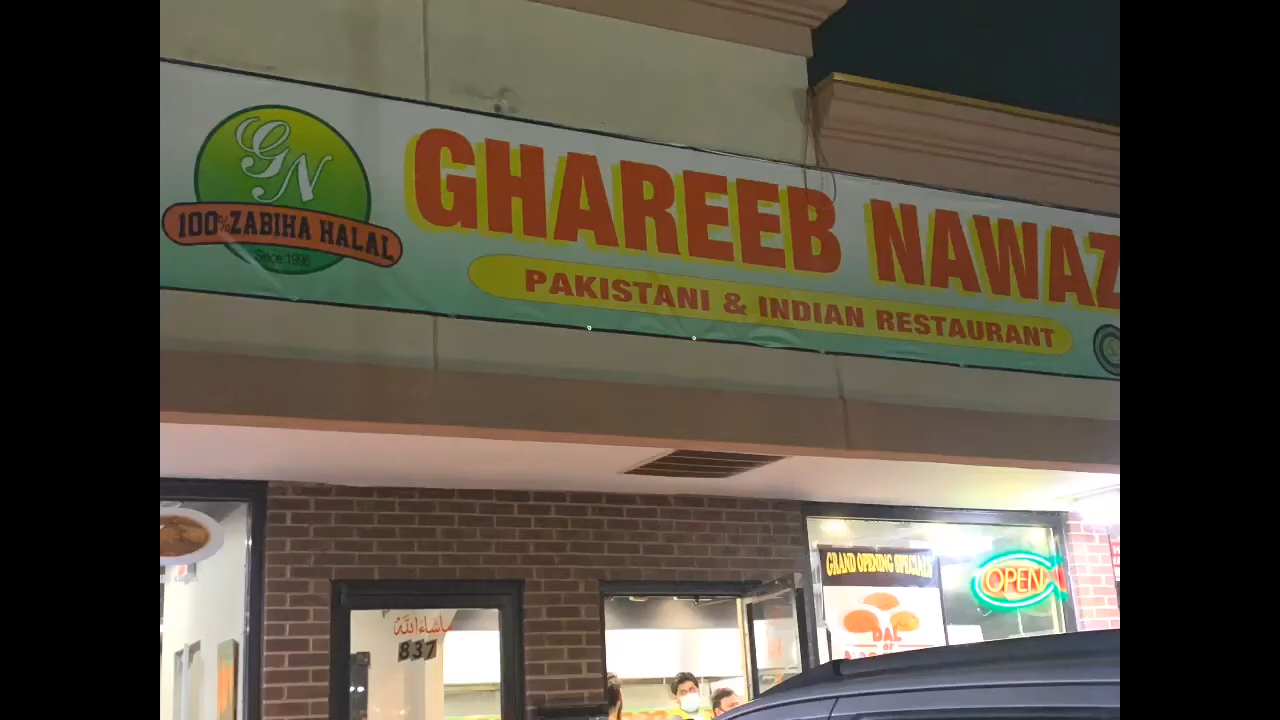 GN
100% ZABIHA HALAL
Since 1996
GHAREEB NAWAZ
PAKISTANI & INDIAN RESTAURANT
GRAND OPENING SPECIALS
OPEN
DAL
ماشاءالله
837